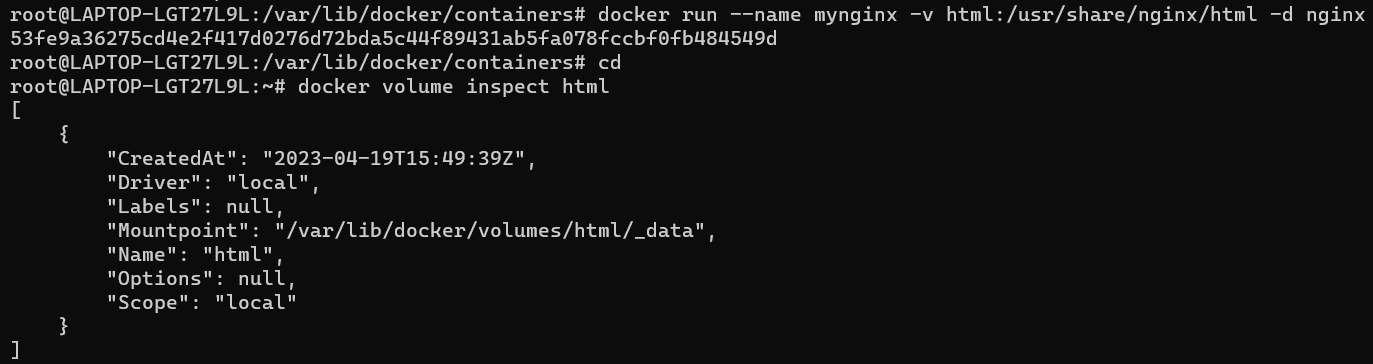 root@LAPTOP-LGT27L9L:/var/lib/docker/containers# docker run --name mynginx -v html:/usr/share/nginx/html -d nginx
53fe9a36275cd4e2f417d0276d72bda5c44f89431ab5fa078fccbf0fb484549d
root@LAPTOP-LGT27L9L:/var/lib/docker/containers# cd
root@LAPTOP-LGT27L9L:~# docker volume inspect html
[
    {
        "CreatedAt": "2023-04-19T15:49:39Z",
        "Driver": "local",
        "Labels": null,
        "Mountpoint": "/var/lib/docker/volumes/html/_data",
        "Name": "html",
        "Options": null,
        "Scope": "local"
    }
]